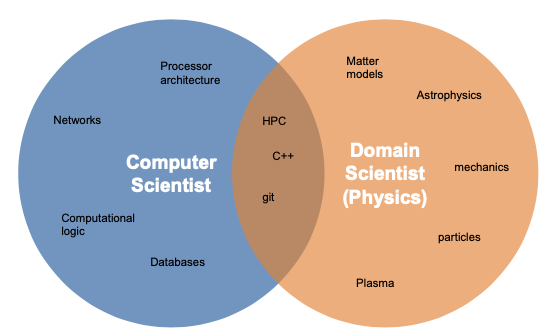 Processor
architecture
Networks
Computer
Scientist
Computational
logic
Databases
HPC
C++
git
Matter
models
Astrophysics
Domain
Scientist
(Physics)
mechanics
particles
Plasma